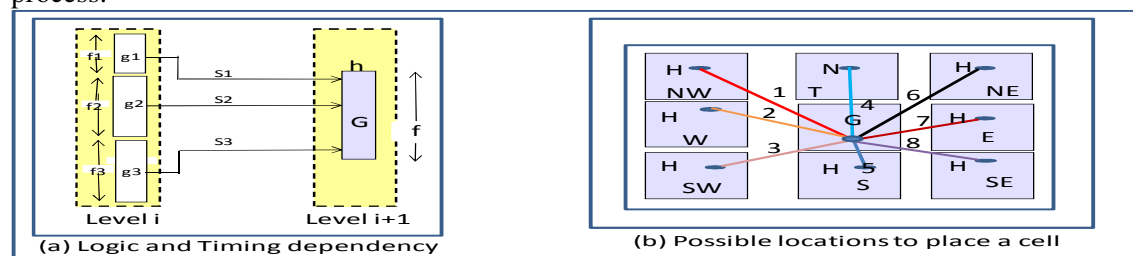 process.
f1
g1
S1
h
f2
g2
S2
G
f
S3
f3
g3
Level i
Level i+1
(a) Logic and Timing dependency
H
NW
N
T
H
NE
1
4
6
H
W
2
G
7
H
E
3
8
H
SW
H
5
S
H
SE
(b) Possible locations to place a cell